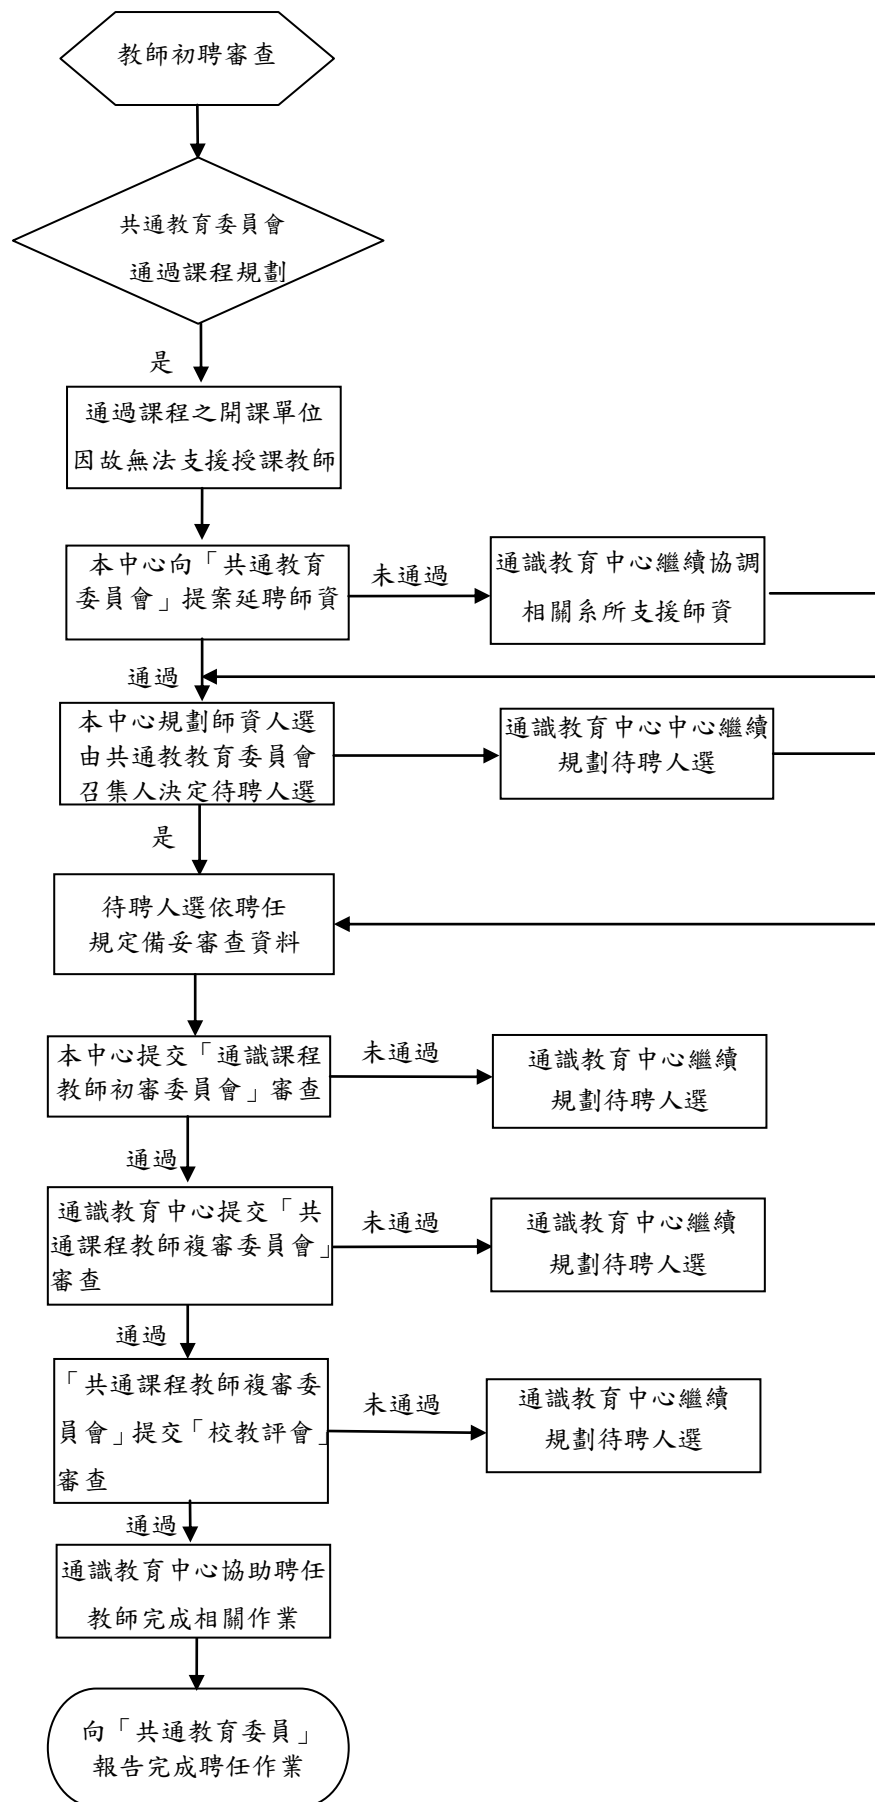 教師初聘審查
共通教育委員會
通過課程規劃
是
通過課程之開課單位
因故無法支援授課教師
本中心向「共通教育
委員會」提案延聘師資
未通過
通識教育中心繼續協調
相關系所支援師資
通過
本中心規劃師資人選
由共通教教育委員會
召集人決定待聘人選
通識教育中心中心繼續
規劃待聘人選
是
待聘人選依聘任
規定備妥審查資料
本中心提交「通識課程
教師初審委員會」審查
未通過
通識教育中心繼續
規劃待聘人選
通過
通識教育中心提交「共
通課程教師複審委員會」
審查
未通過
通識教育中心繼續
規劃待聘人選
通過
「共通課程教師複審委
員會」提交「校教評會」
審查
未通過
通識教育中心繼續
規劃待聘人選
通過
通識教育中心協助聘任
教師完成相關作業
向「共通教育委員」
報告完成聘任作業